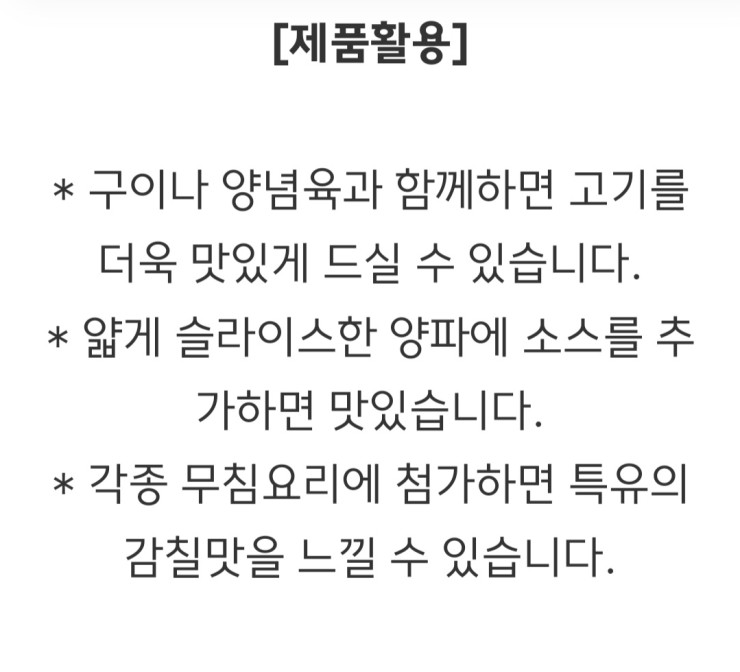 [제품활용]
* 구이나 양념육과 함께하면 고기를
더욱 맛있게 드실 수 있습니다.
* 얇게 슬라이스한 양파에 소스를 추
가하면 맛있습니다.
* 각종 무침요리에 첨가하면 특유의
감칠맛을 느낄 수 있습니다.